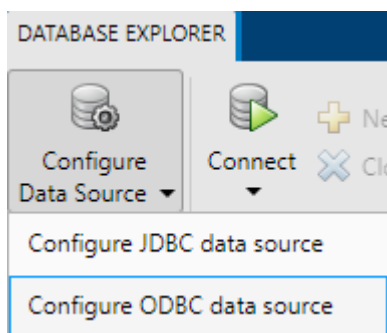 DATABASE EXPLORER
Configure
Data Source
Connect
Configure JDBC data source
Configure ODBC data source